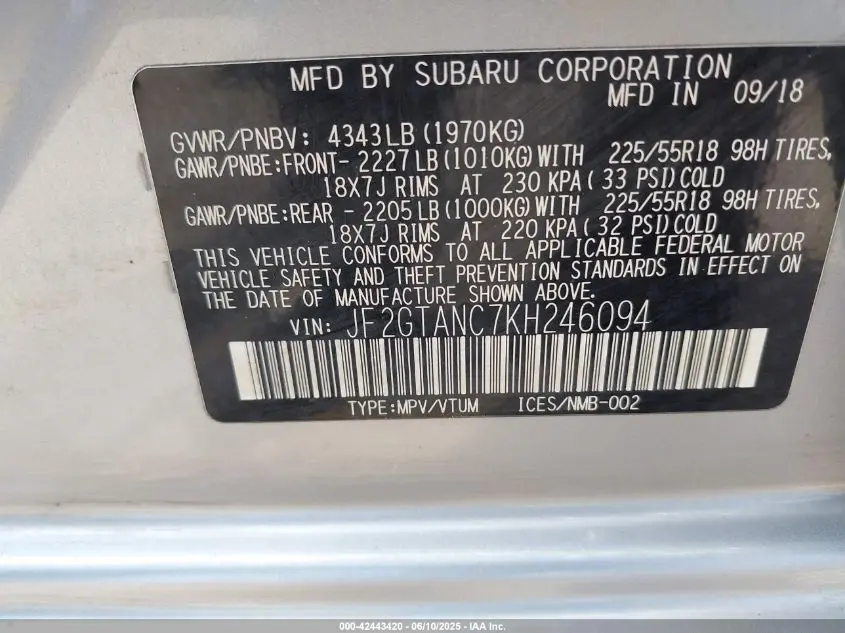 MFD BY SUBARU CORPORATION
MFD IN 09/18
GVWR/PNBV: 4343LB(1970KG)
GAWR/PNBE:FRONT- 2227LB(1010KG)WITH 225/55R18 98H TIRES,
18X7J RIMS AT 230 KPA( 33 PSI)COLD
GAWR/PNBE:REAR - 2205LB(1000KG)WITH 225/55R18 98H TIRES,
18X7J RIMS AT 220 KPA( 32 PSI)COLD
THIS VEHICLE CONFORMS TO ALL APPLICABLE FEDERAL MOTOR
VEHICLE SAFETY AND THEFT PREVENTION STANDARDS IN EFFECT ON
THE DATE OF MANUFACTURE SHOWN ABOVE.
VIN: JF2GTANC7KH246094
TYPE:MPV/VTUM ICES/NMB-002
000-42443420 - 06/10/2025 - IAA Inc.